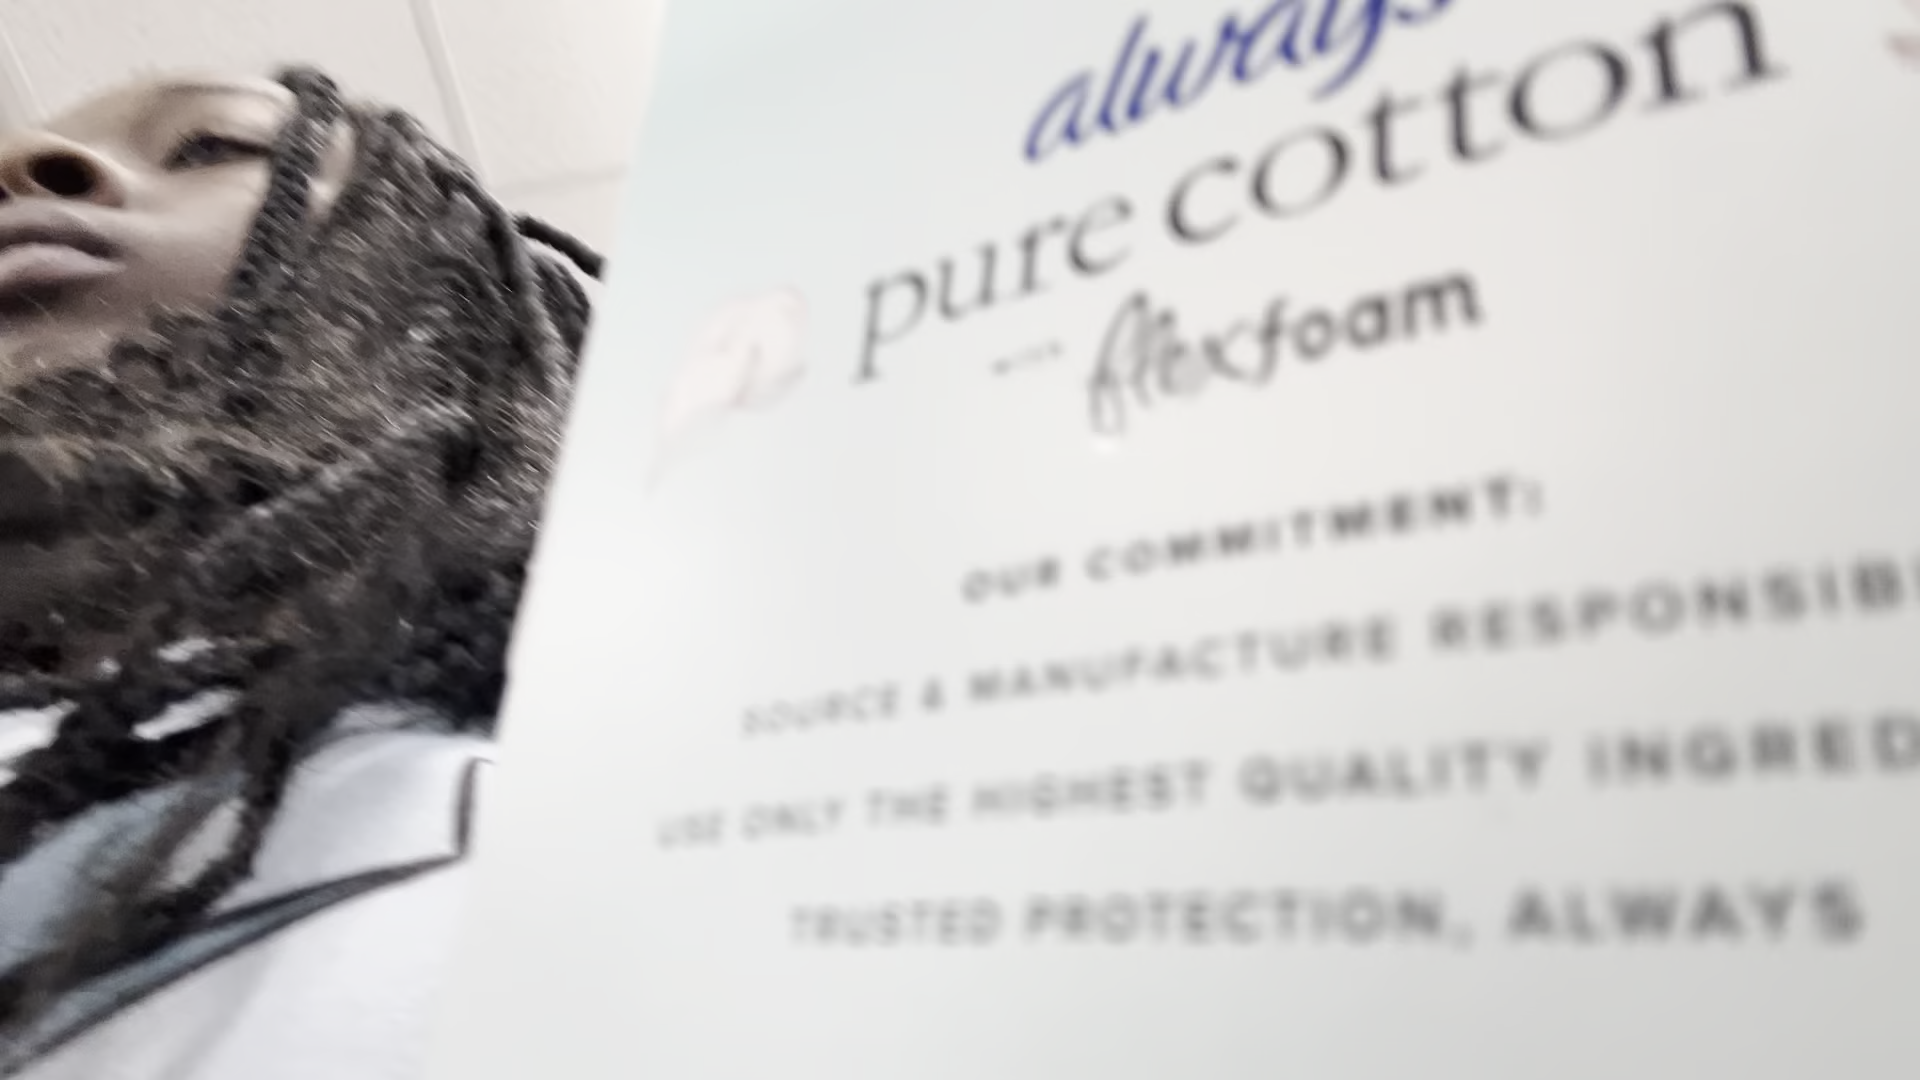 always
pure cotton
flexfoam
OUR COMMITMENT:
SOURCE & MANUFACTURE RESPONSIB
USE ONLY THE HIGHEST QUALITY INGRED
TRUSTED PROTECTION, ALWAYS